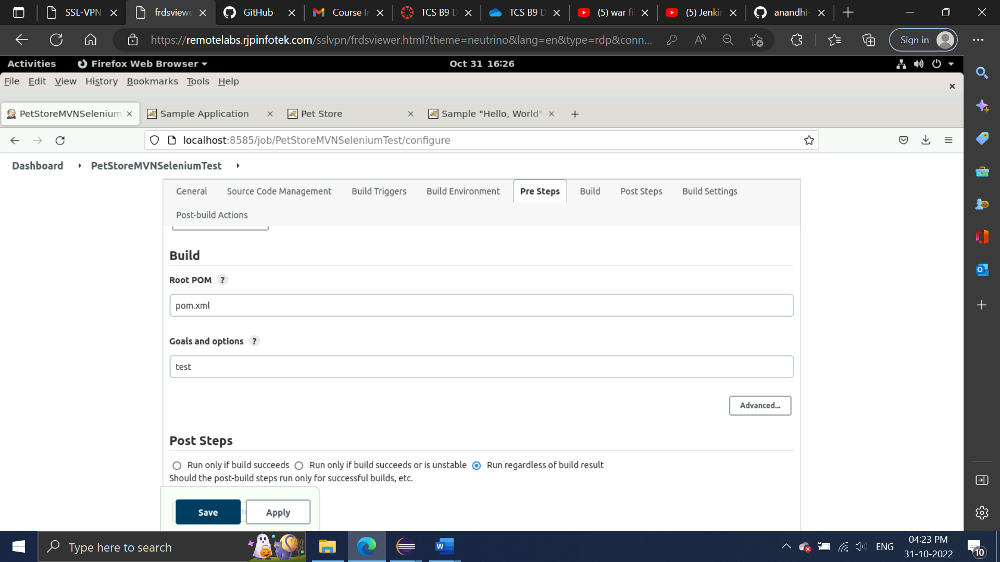 SSL-VPN
frdsviewe
GitHub
Course I
TCS B9 D
TCS B9 D
(5) war fi
(5) Jenkin
anandhi-
https://remotelabs.rjpinfotek.com/sslvpn/frdsviewer.html?theme=neutrino&lang=en&type=rdp&conn...
Sign in
Activities
Firefox Web Browser
Oct 31 16:26
File Edit View History Bookmarks Tools Help
PetStoreMVNSelenium
Sample Application
Pet Store
Sample "Hello, World"
localhost:8585/job/PetStoreMVNSeleniumTest/configure
Dashboard
PetStoreMVNSeleniumTest
General
Source Code Management
Build Triggers
Build Environment
Pre Steps
Build
Post Steps
Build Settings
Post-build Actions
Build
Root POM ?
pom.xml
Goals and options ?
test
Advanced...
Post Steps
Run only if build succeeds
Run only if build succeeds or is unstable
Run regardless of build result
Should the post-build steps run only for successful builds, etc.
Save
Apply
Type here to search
ENG
04:23 PM
31-10-2022
10